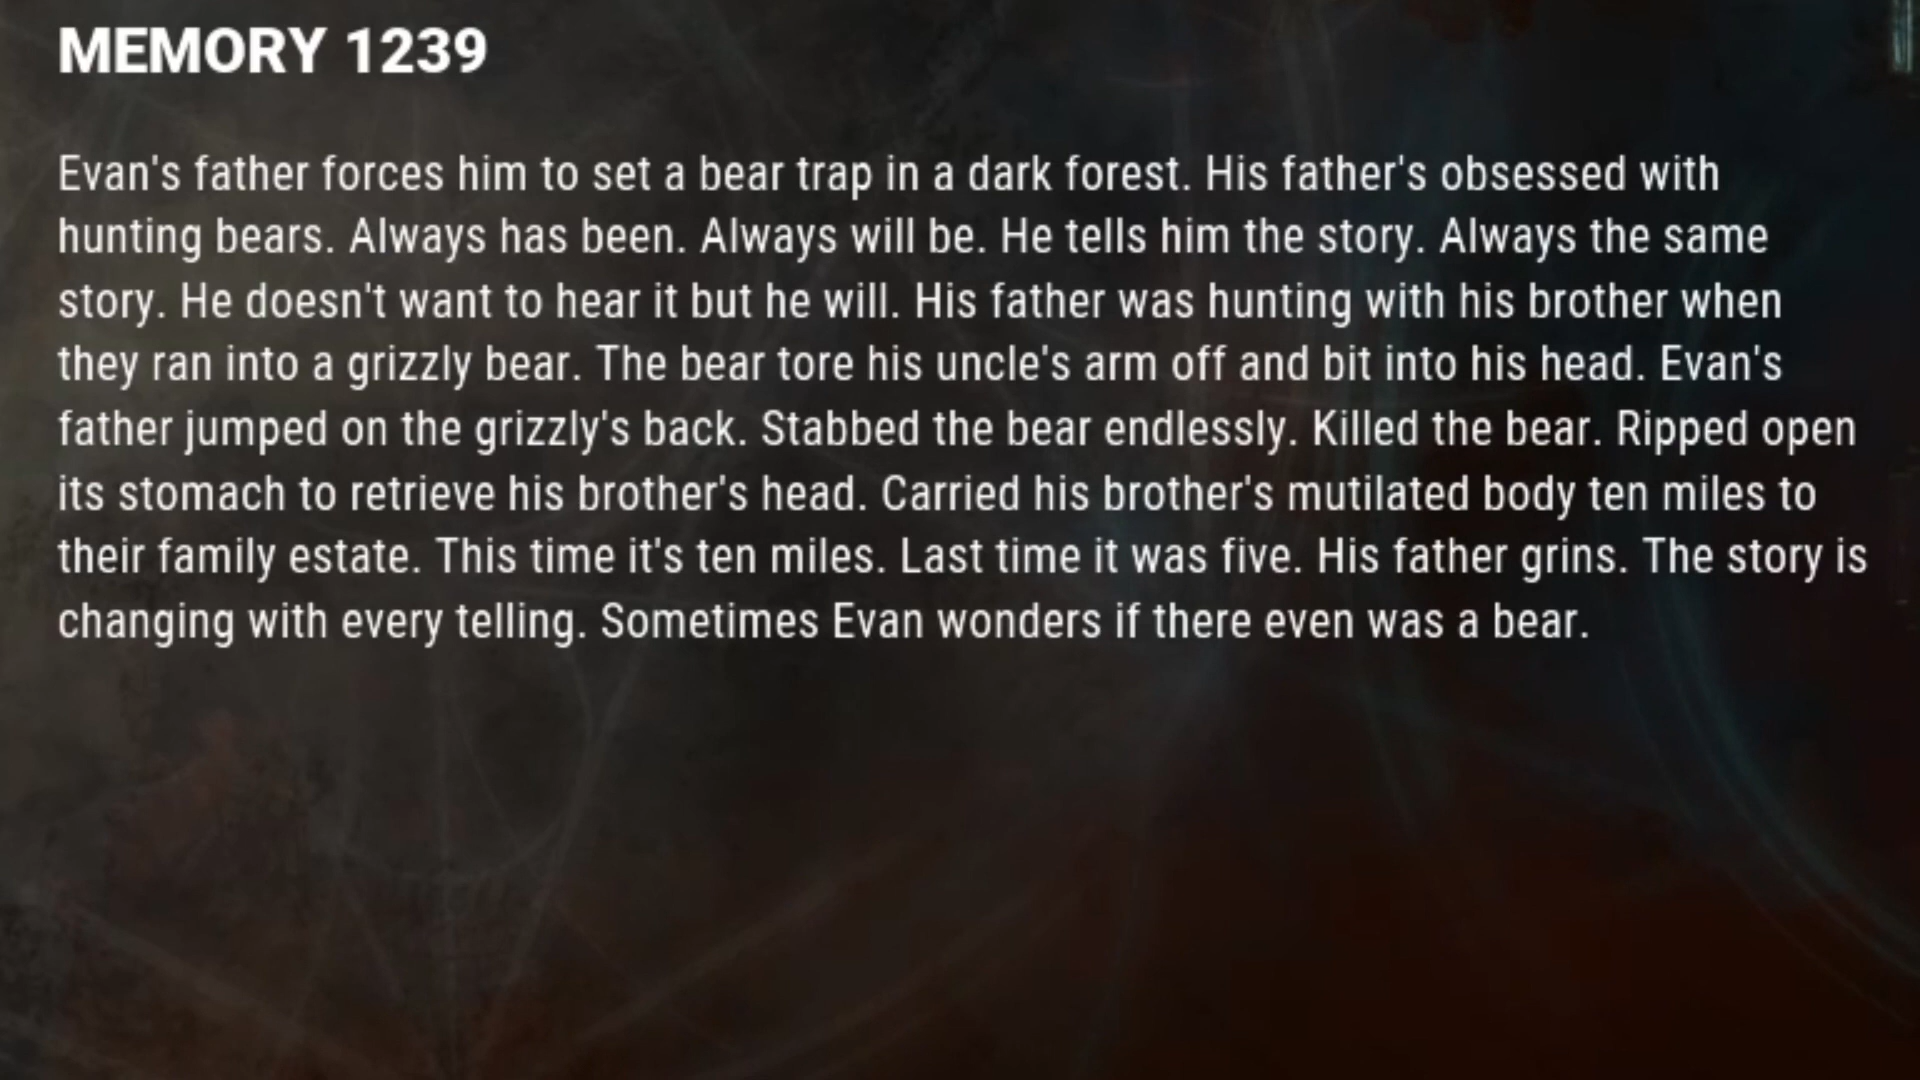 MEMORY 1239
Evan's father forces him to set a bear trap in a dark forest. His father's obsessed with
hunting bears. Always has been. Always will be. He tells him the story. Always the same
story. He doesn't want to hear it but he will. His father was hunting with his brother when
they ran into a grizzly bear. The bear tore his uncle's arm off and bit into his head. Evan's
father jumped on the grizzly's back. Stabbed the bear endlessly. Killed the bear. Ripped open
its stomach to retrieve his brother's head. Carried his brother's mutilated body ten miles to
their family estate. This time it's ten miles. Last time it was five. His father grins. The story is
changing with every telling. Sometimes Evan wonders if there even was a bear.